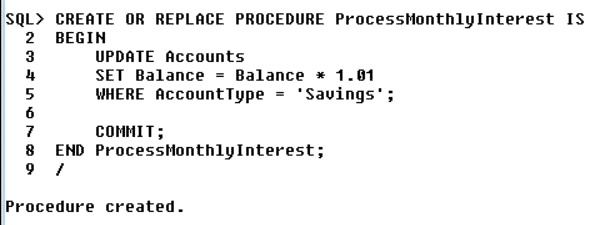 SQL> CREATE OR REPLACE PROCEDURE ProcessMonthlyInterest IS
  2  BEGIN
  3      UPDATE Accounts
  4      SET Balance = Balance * 1.01
  5      WHERE AccountType = 'Savings';
  6
  7      COMMIT;
  8  END ProcessMonthlyInterest;
  9  /

Procedure created.